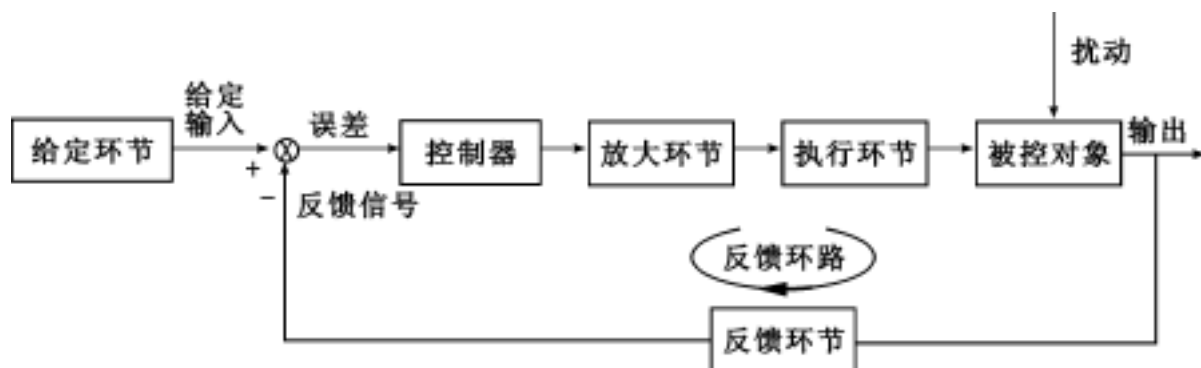 扰动
给定
输入
误差
输出
给定环节
控制器
放大环节
执行环节
被控对象
+
−
反馈信号
反馈环路
反馈环节